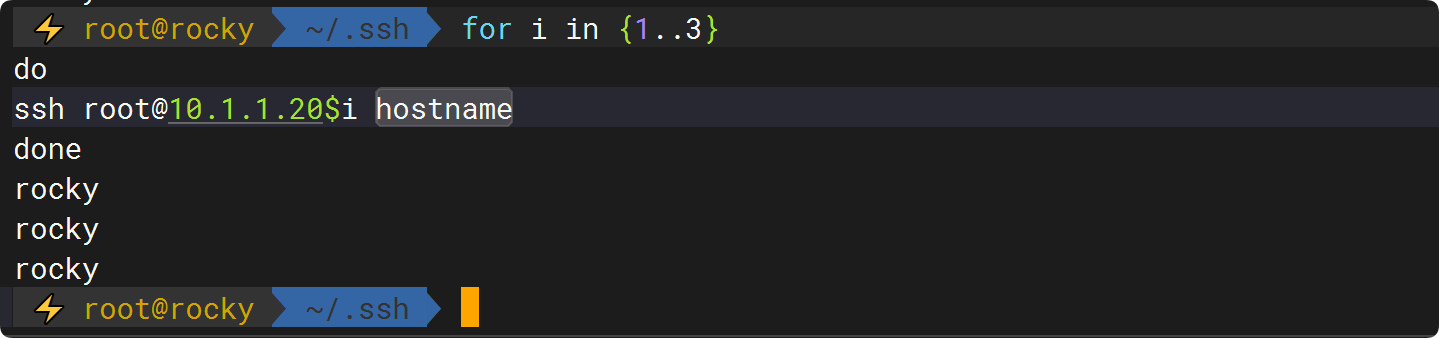 ⚡ root@rocky ~/.ssh for i in {1..3}
do
ssh root@10.1.1.20$i hostname
done
rocky
rocky
rocky
⚡ root@rocky ~/.ssh